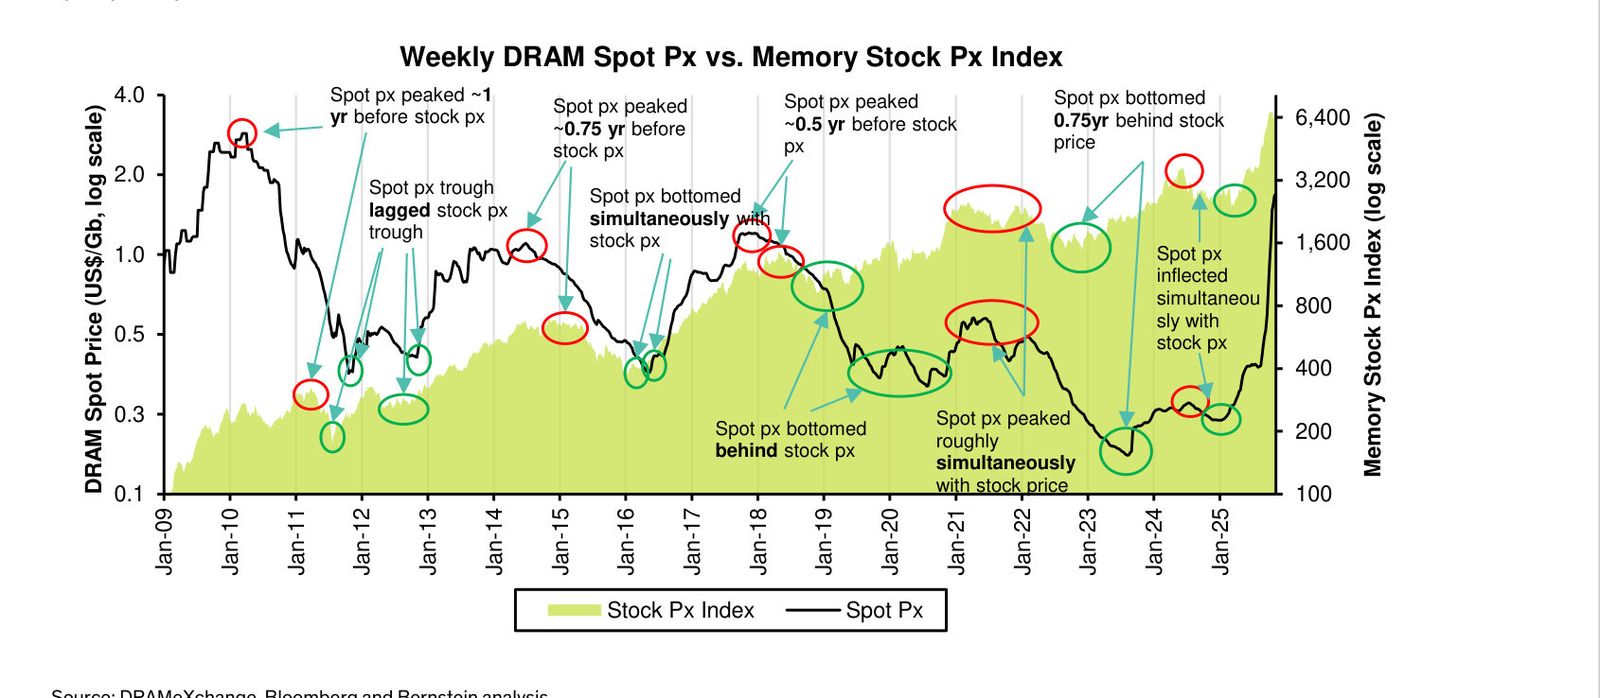 Weekly DRAM Spot Px vs. Memory Stock Px Index
DRAM Spot Price (US$/Gb, log scale)
4.0
2.0
1.0
0.5
0.3
0.1
Spot px peaked ~1
yr before stock px
Spot px trough
lagged stock px
trough
Spot px peaked
~0.75 yr before
stock px
Spot px bottomed
simultaneously with
stock px
Spot px peaked
~0.5 yr before stock
px
Spot px bottomed
behind stock px
Spot px peaked
roughly
simultaneously
with stock price
Spot px bottomed
0.75yr behind stock
price
Spot px
inflected
simultaneou
sly with
stock px
6,400
3,200
1,600
800
400
200
100
Memory Stock Px Index (log scale)
Jan-09
Jan-10
Jan-11
Jan-12
Jan-13
Jan-14
Jan-15
Jan-16
Jan-17
Jan-18
Jan-19
Jan-20
Jan-21
Jan-22
Jan-23
Jan-24
Jan-25
Stock Px Index
Spot Px
Source: DRAMeXchange, Bloomberg and Bernstein analysis